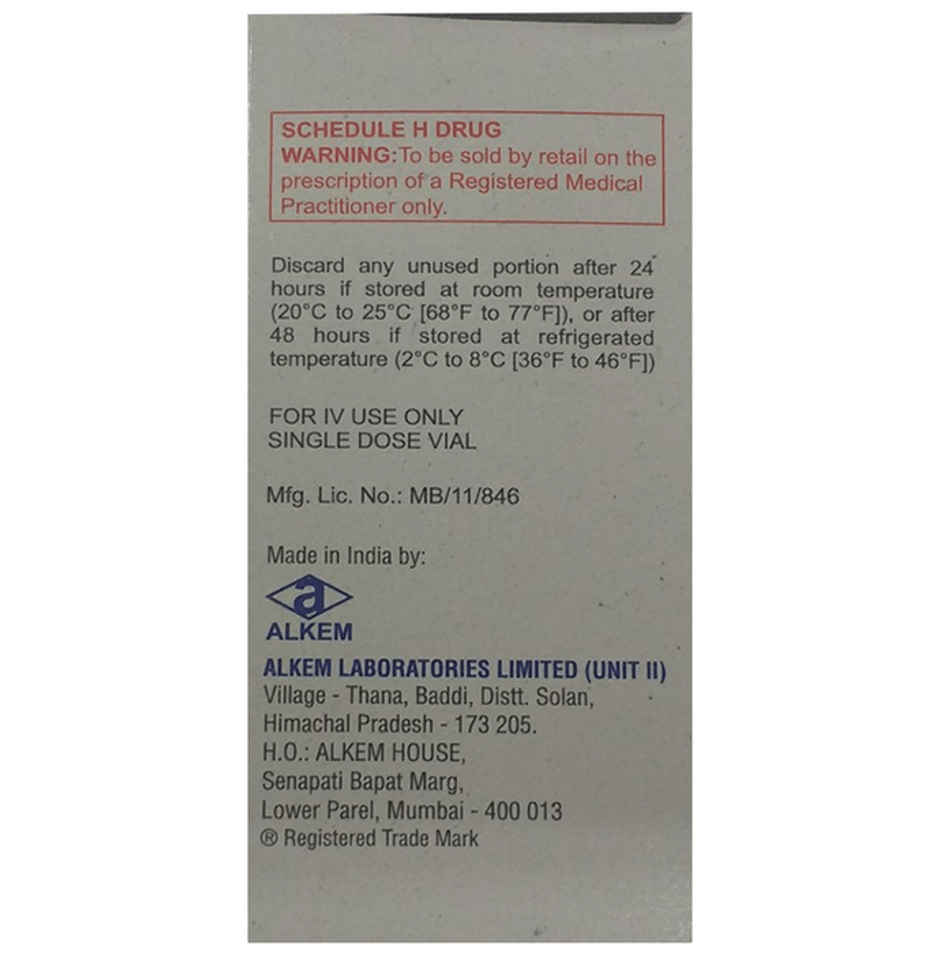 SCHEDULE H DRUG
WARNING:To be sold by retail on the
prescription of a Registered Medical
Practitioner only.
Discard any unused portion after 24
hours if stored at room temperature
(20°C to 25°C [68°F to 77°F]), or after
48 hours if stored at refrigerated
temperature (2°C to 8°C [36°F to 46°F])
FOR IV USE ONLY
SINGLE DOSE VIAL
Mfg. Lic. No.: MB/11/846
Made in India by:
a
ALKEM
ALKEM LABORATORIES LIMITED (UNIT II)
Village - Thana, Baddi, Distt. Solan,
Himachal Pradesh - 173 205.
H.O.: ALKEM HOUSE,
Senapati Bapat Marg,
Lower Parel, Mumbai - 400 013
® Registered Trade Mark